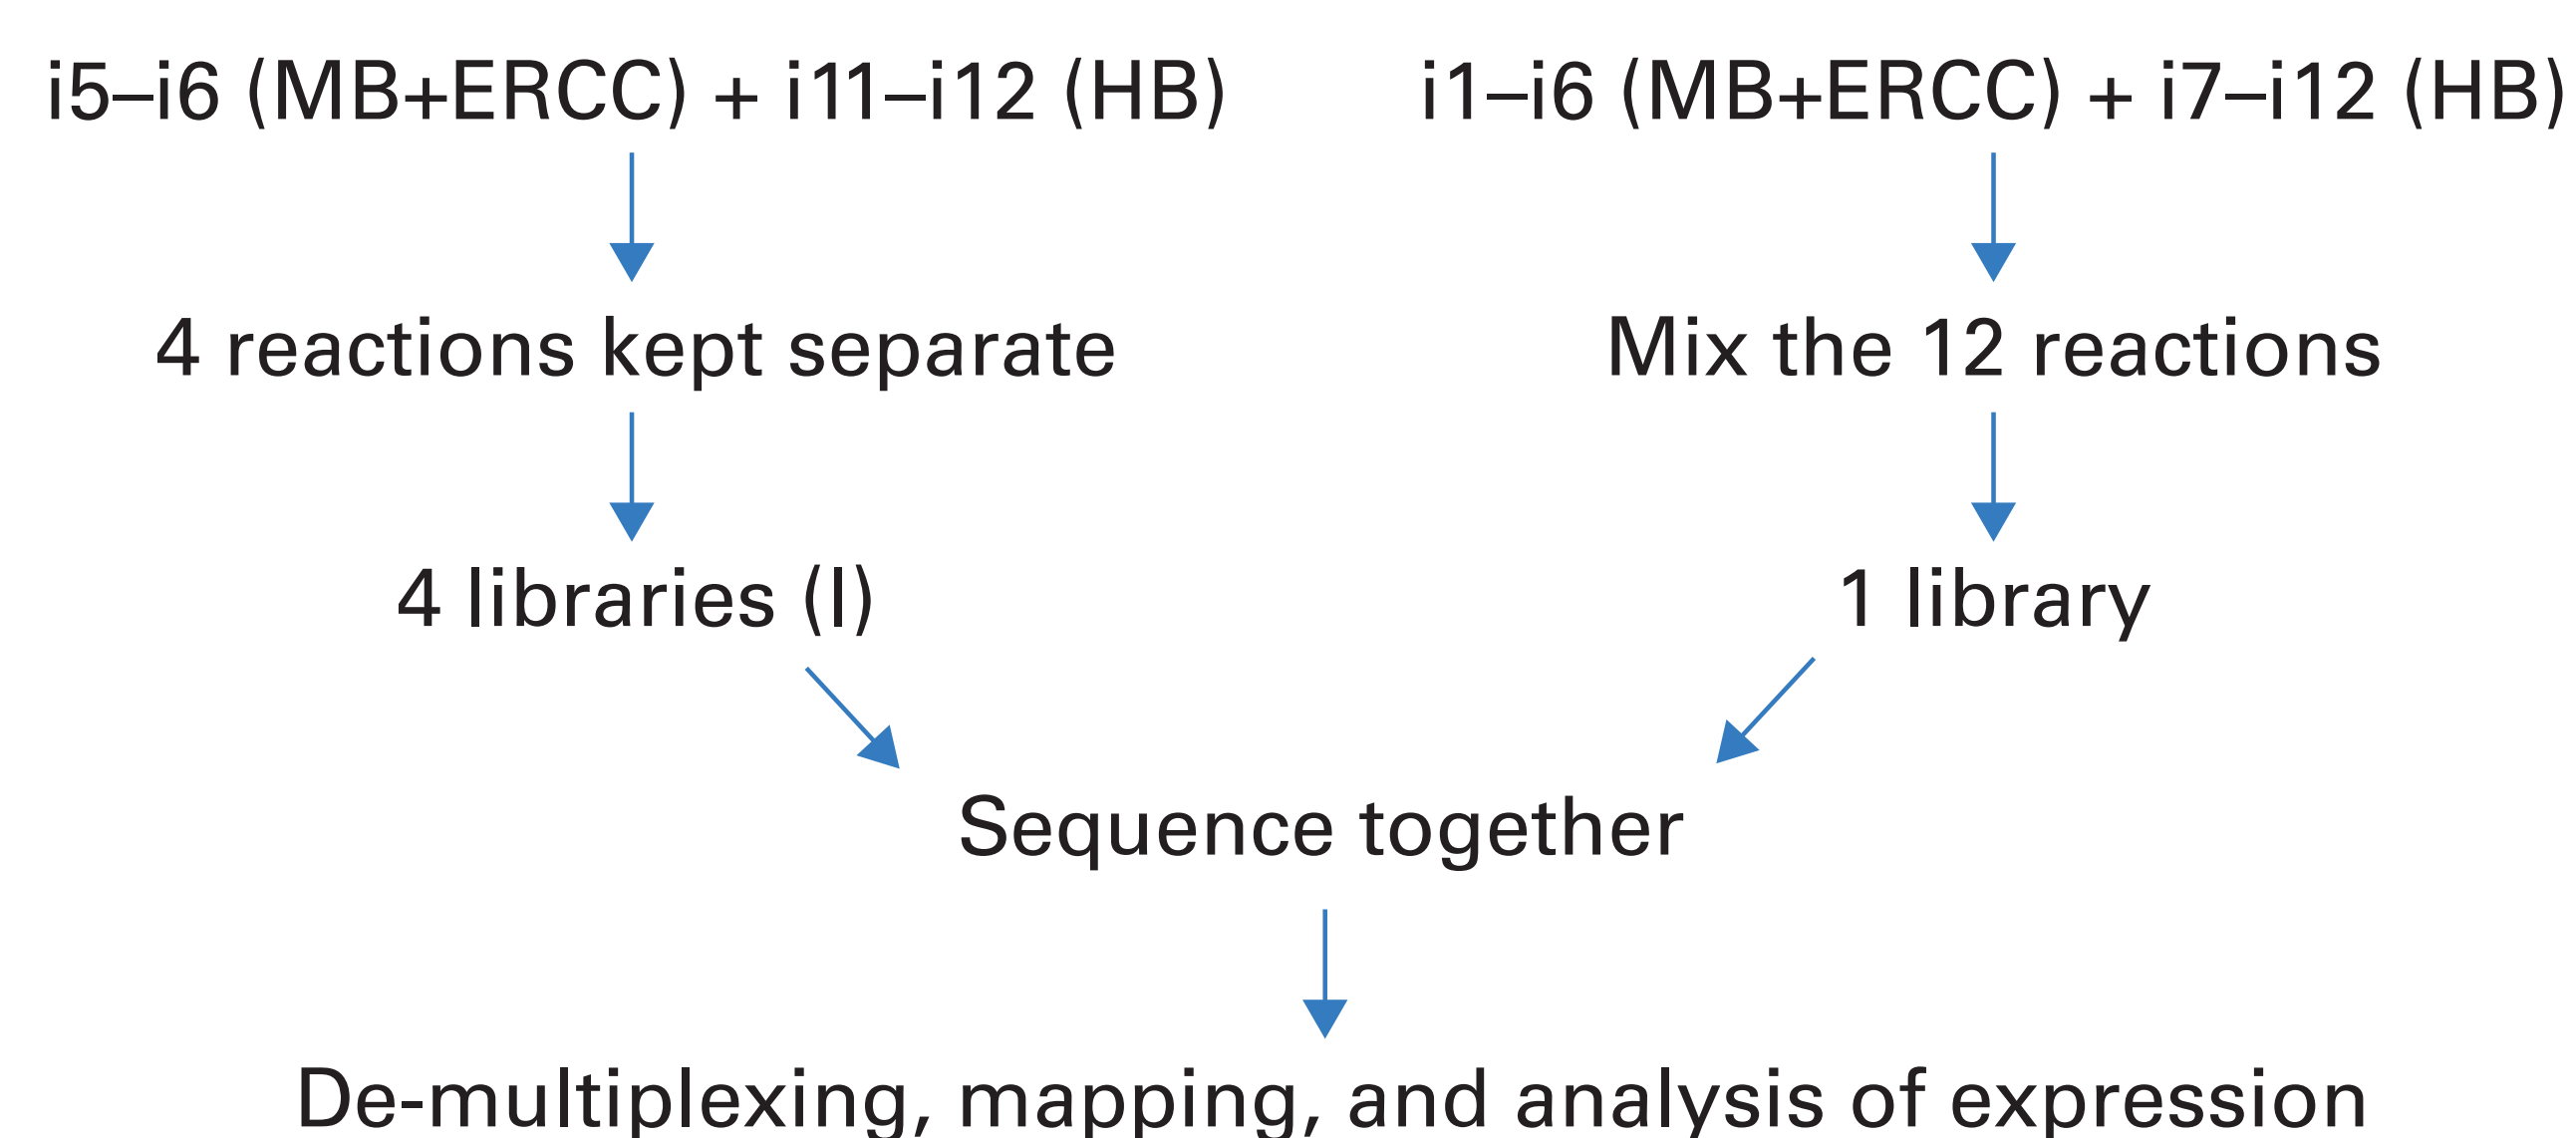 i5–i6 (MB+ERCC) + i11–i12 (HB)
i1–i6 (MB+ERCC) + i7–i12 (HB)
4 reactions kept separate
Mix the 12 reactions
4 libraries (I)
1 library
Sequence together
De-multiplexing, mapping, and analysis of expression